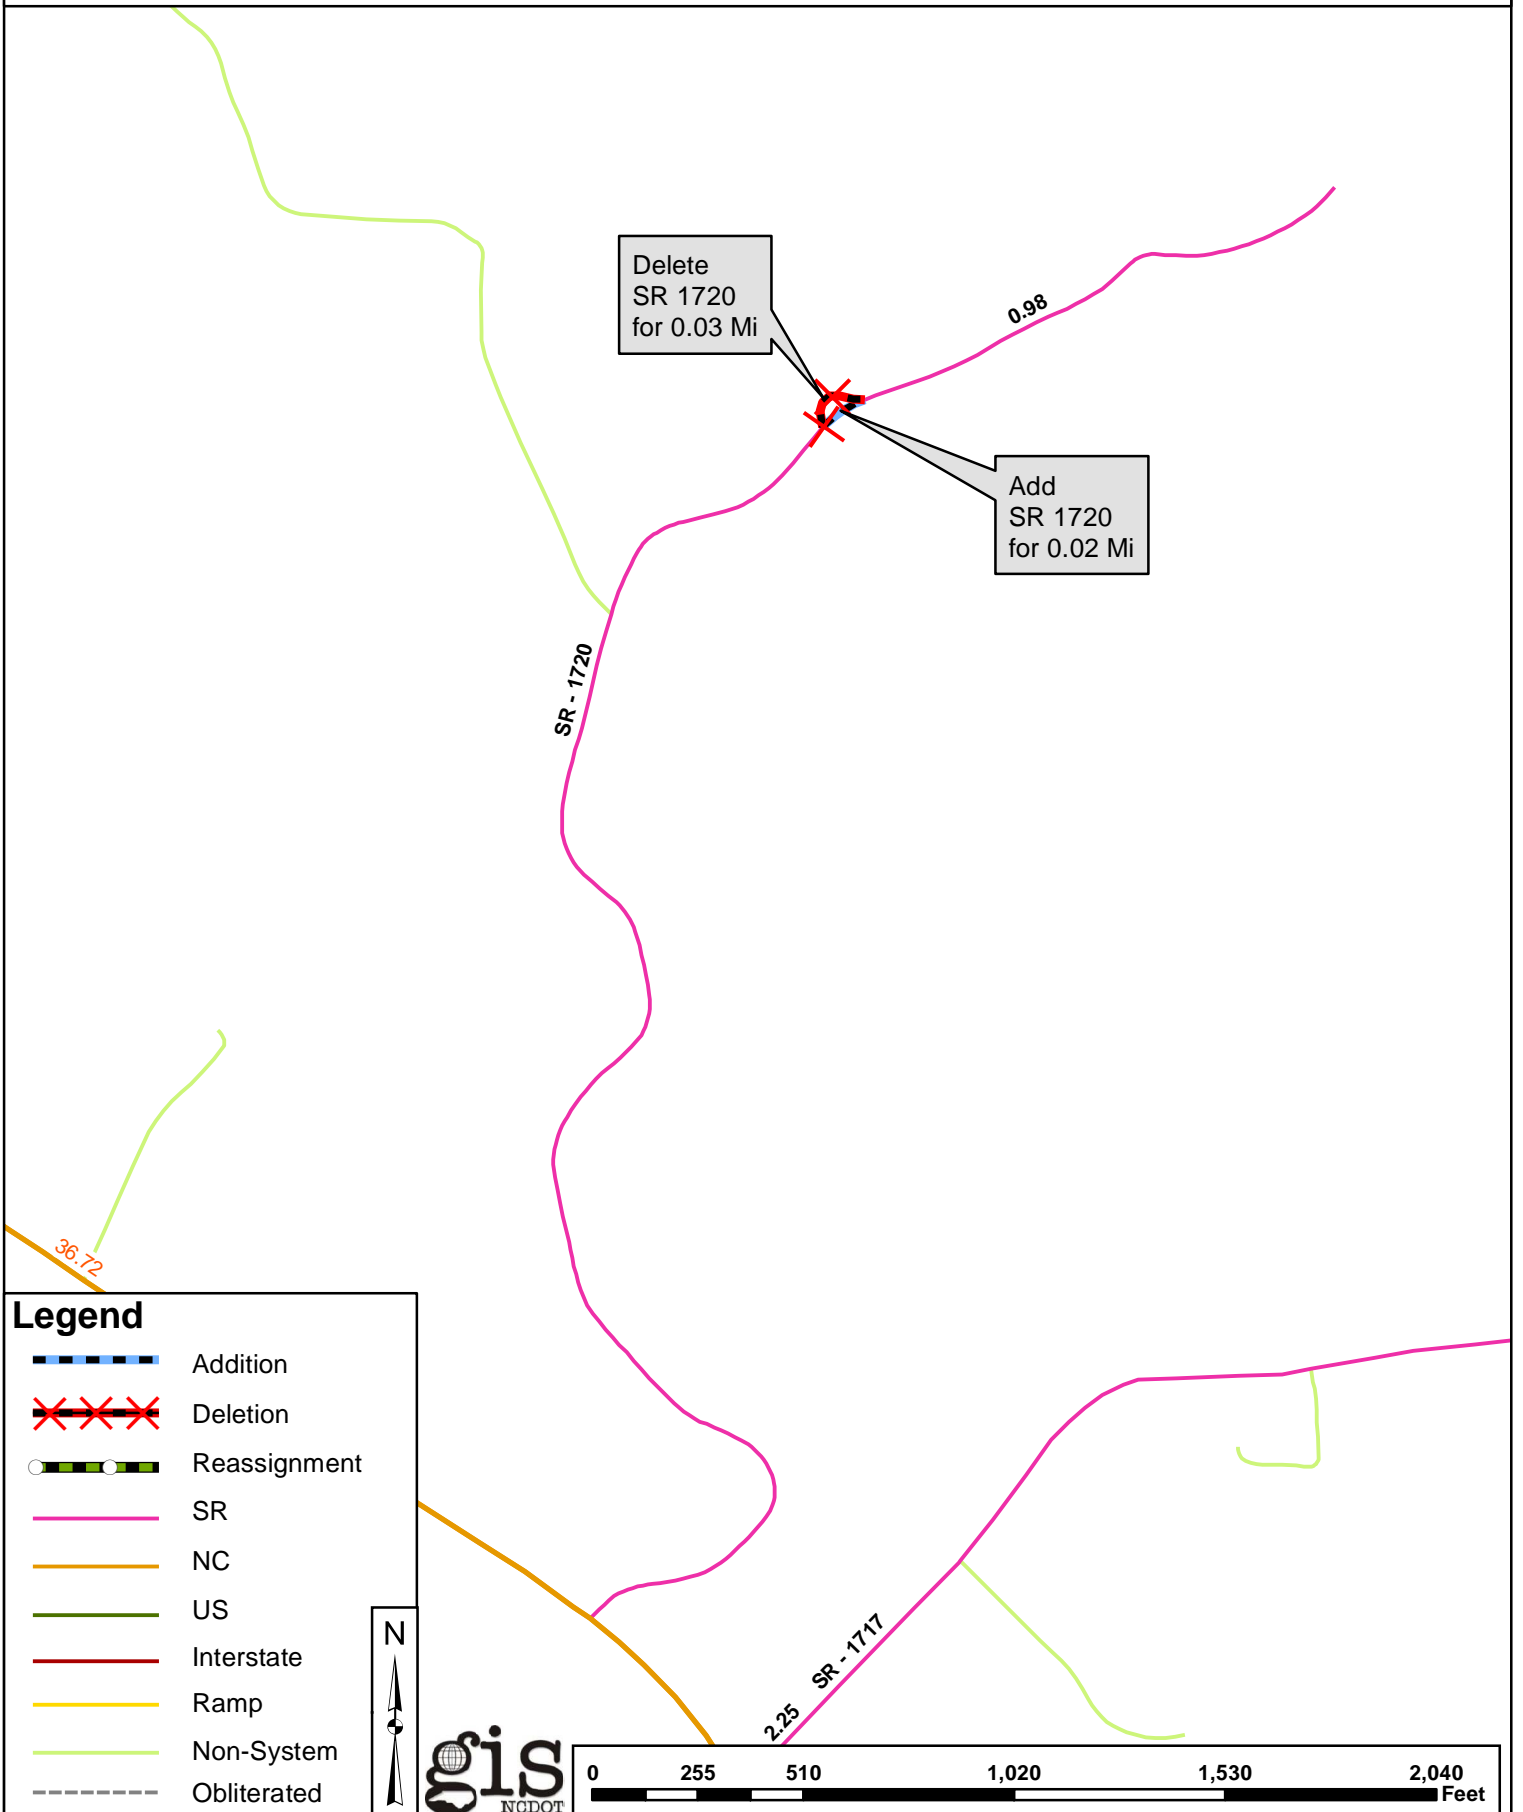 Delete
SR 1720
for 0.03 Mi
0.98
Add
SR 1720
for 0.02 Mi
SR - 1720
36.72
Legend
Addition
Deletion
Reassignment
SR
NC
US
Interstate
Ramp
Non-System
Obliterated
N
gis
NCDOT
SR - 1717
2.25
0 255 510 1,020 1,530 2,040
Feet